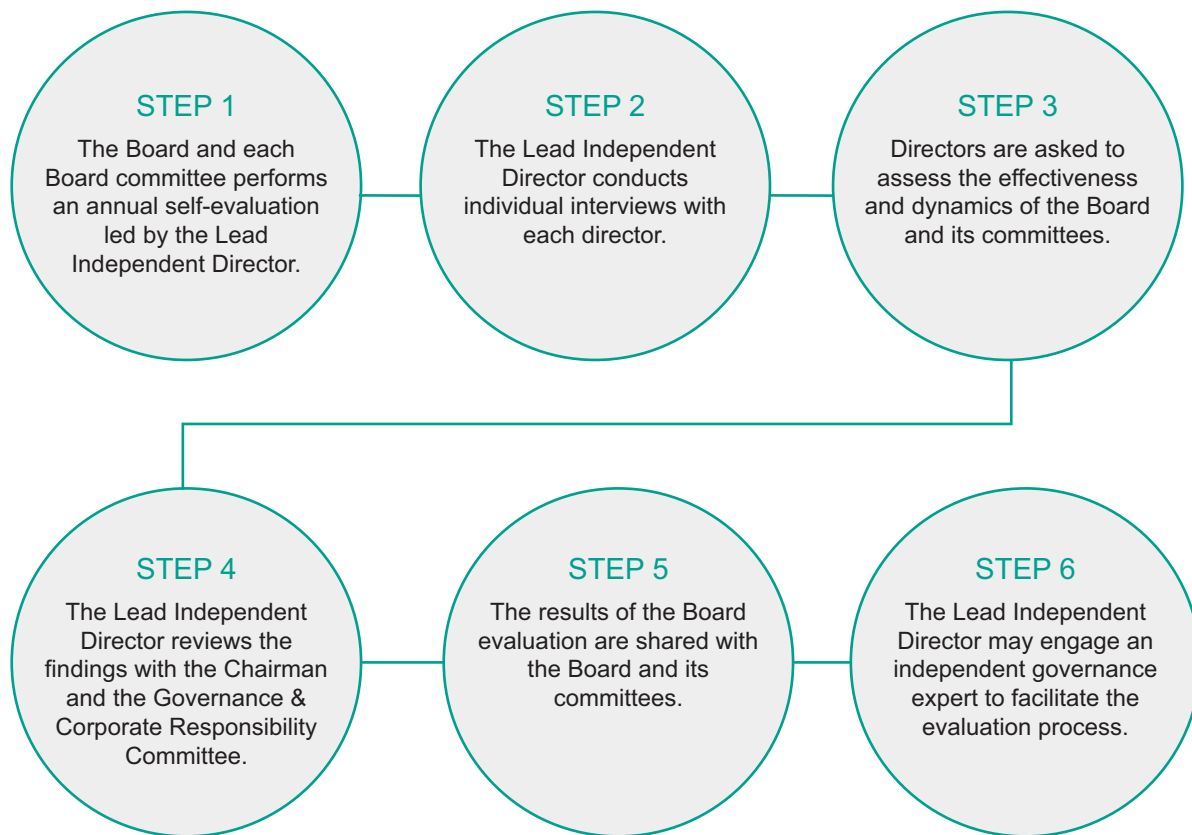 STEP 1
The Board and each
Board committee performs
an annual self-evaluation
led by the Lead
Independent Director.
STEP 2
The Lead Independent
Director conducts
individual interviews with
each director.
STEP 3
Directors are asked to
assess the effectiveness
and dynamics of the Board
and its committees.
STEP 4
The Lead Independent
Director reviews the
findings with the Chairman
and the Governance &
Corporate Responsibility
Committee.
STEP 5
The results of the Board
evaluation are shared with
the Board and its
committees.
STEP 6
The Lead Independent
Director may engage an
independent governance
expert to facilitate the
evaluation process.